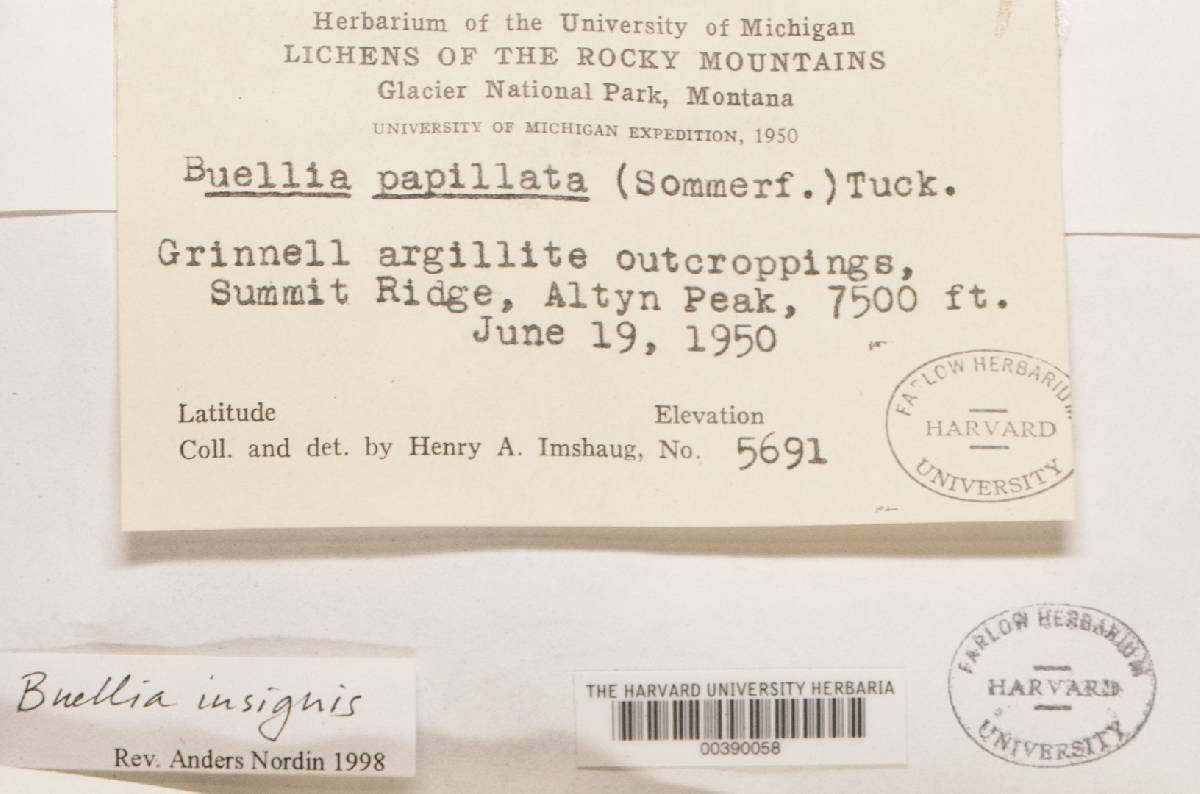 Herbarium of the University of Michigan
LICHENS OF THE ROCKY MOUNTAINS
Glacier National Park, Montana
UNIVERSITY OF MICHIGAN EXPEDITION, 1950
Buellia papillata (Sommerf.) Tuck.
Grinnell argillite outcroppings,
Summit Ridge, Altyn Peak, 7500 ft.
June 19, 1950
Latitude Elevation
Coll. and det. by Henry A. Imshaug, No. 5691
FARLOW HERBARIUM
HARVARD
UNIVERSITY
Buellia insignis
Rev. Anders Nordin 1998
THE HARVARD UNIVERSITY HERBARIA
00390058
FARLOW HERBARIUM
HARVARD
UNIVERSITY